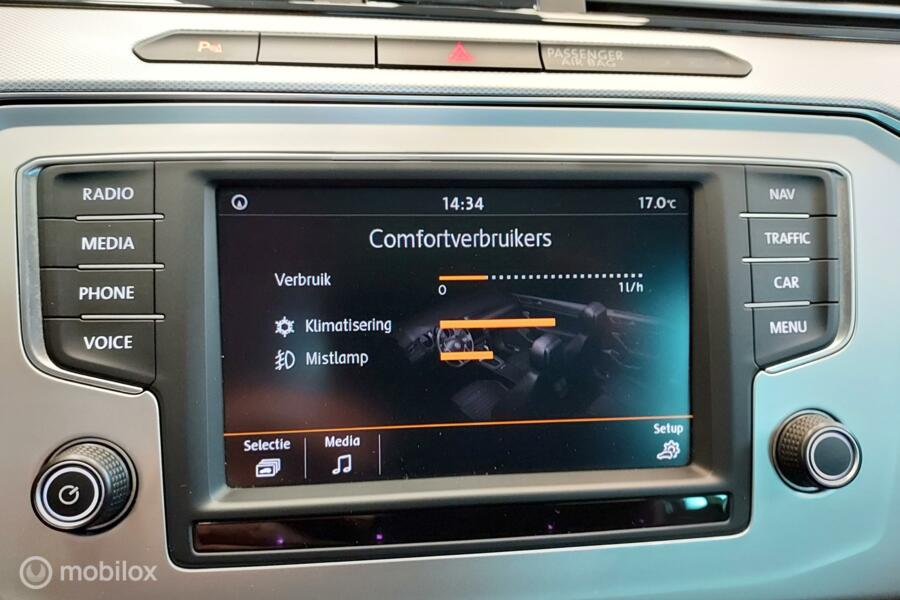 P
PASSENGER
AIR BAG
RADIO
MEDIA
PHONE
VOICE
14:34
17.0°C
Comfortverbruikers
Verbruik
0
1l/h
Klimatisering
Mistlamp
Selectie
Media
Setup
NAV
TRAFFIC
CAR
MENU
mobilox